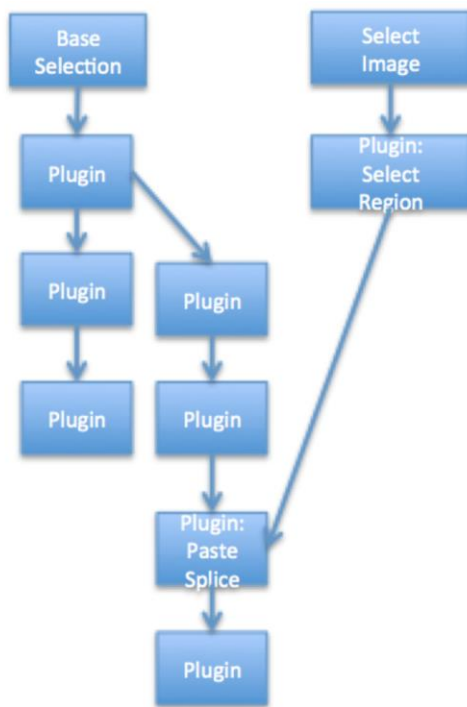 Base
Selection
Select
Image
Plugin
Plugin:
Select
Region
Plugin
Plugin
Plugin
Plugin
Plugin:
Paste
Splice
Plugin